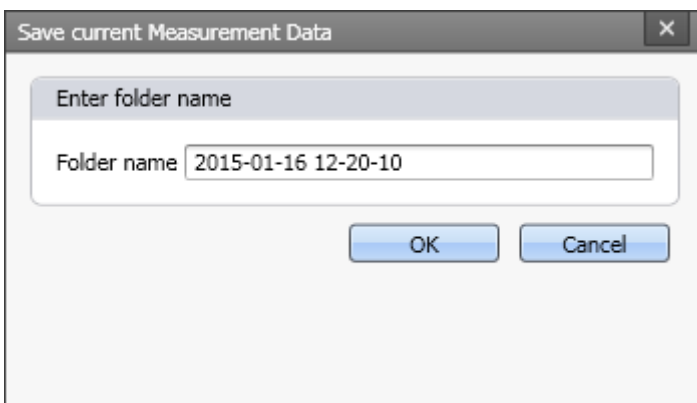 Save current Measurement Data
Enter folder name
Folder name 2015-01-16 12-20-10
OK Cancel